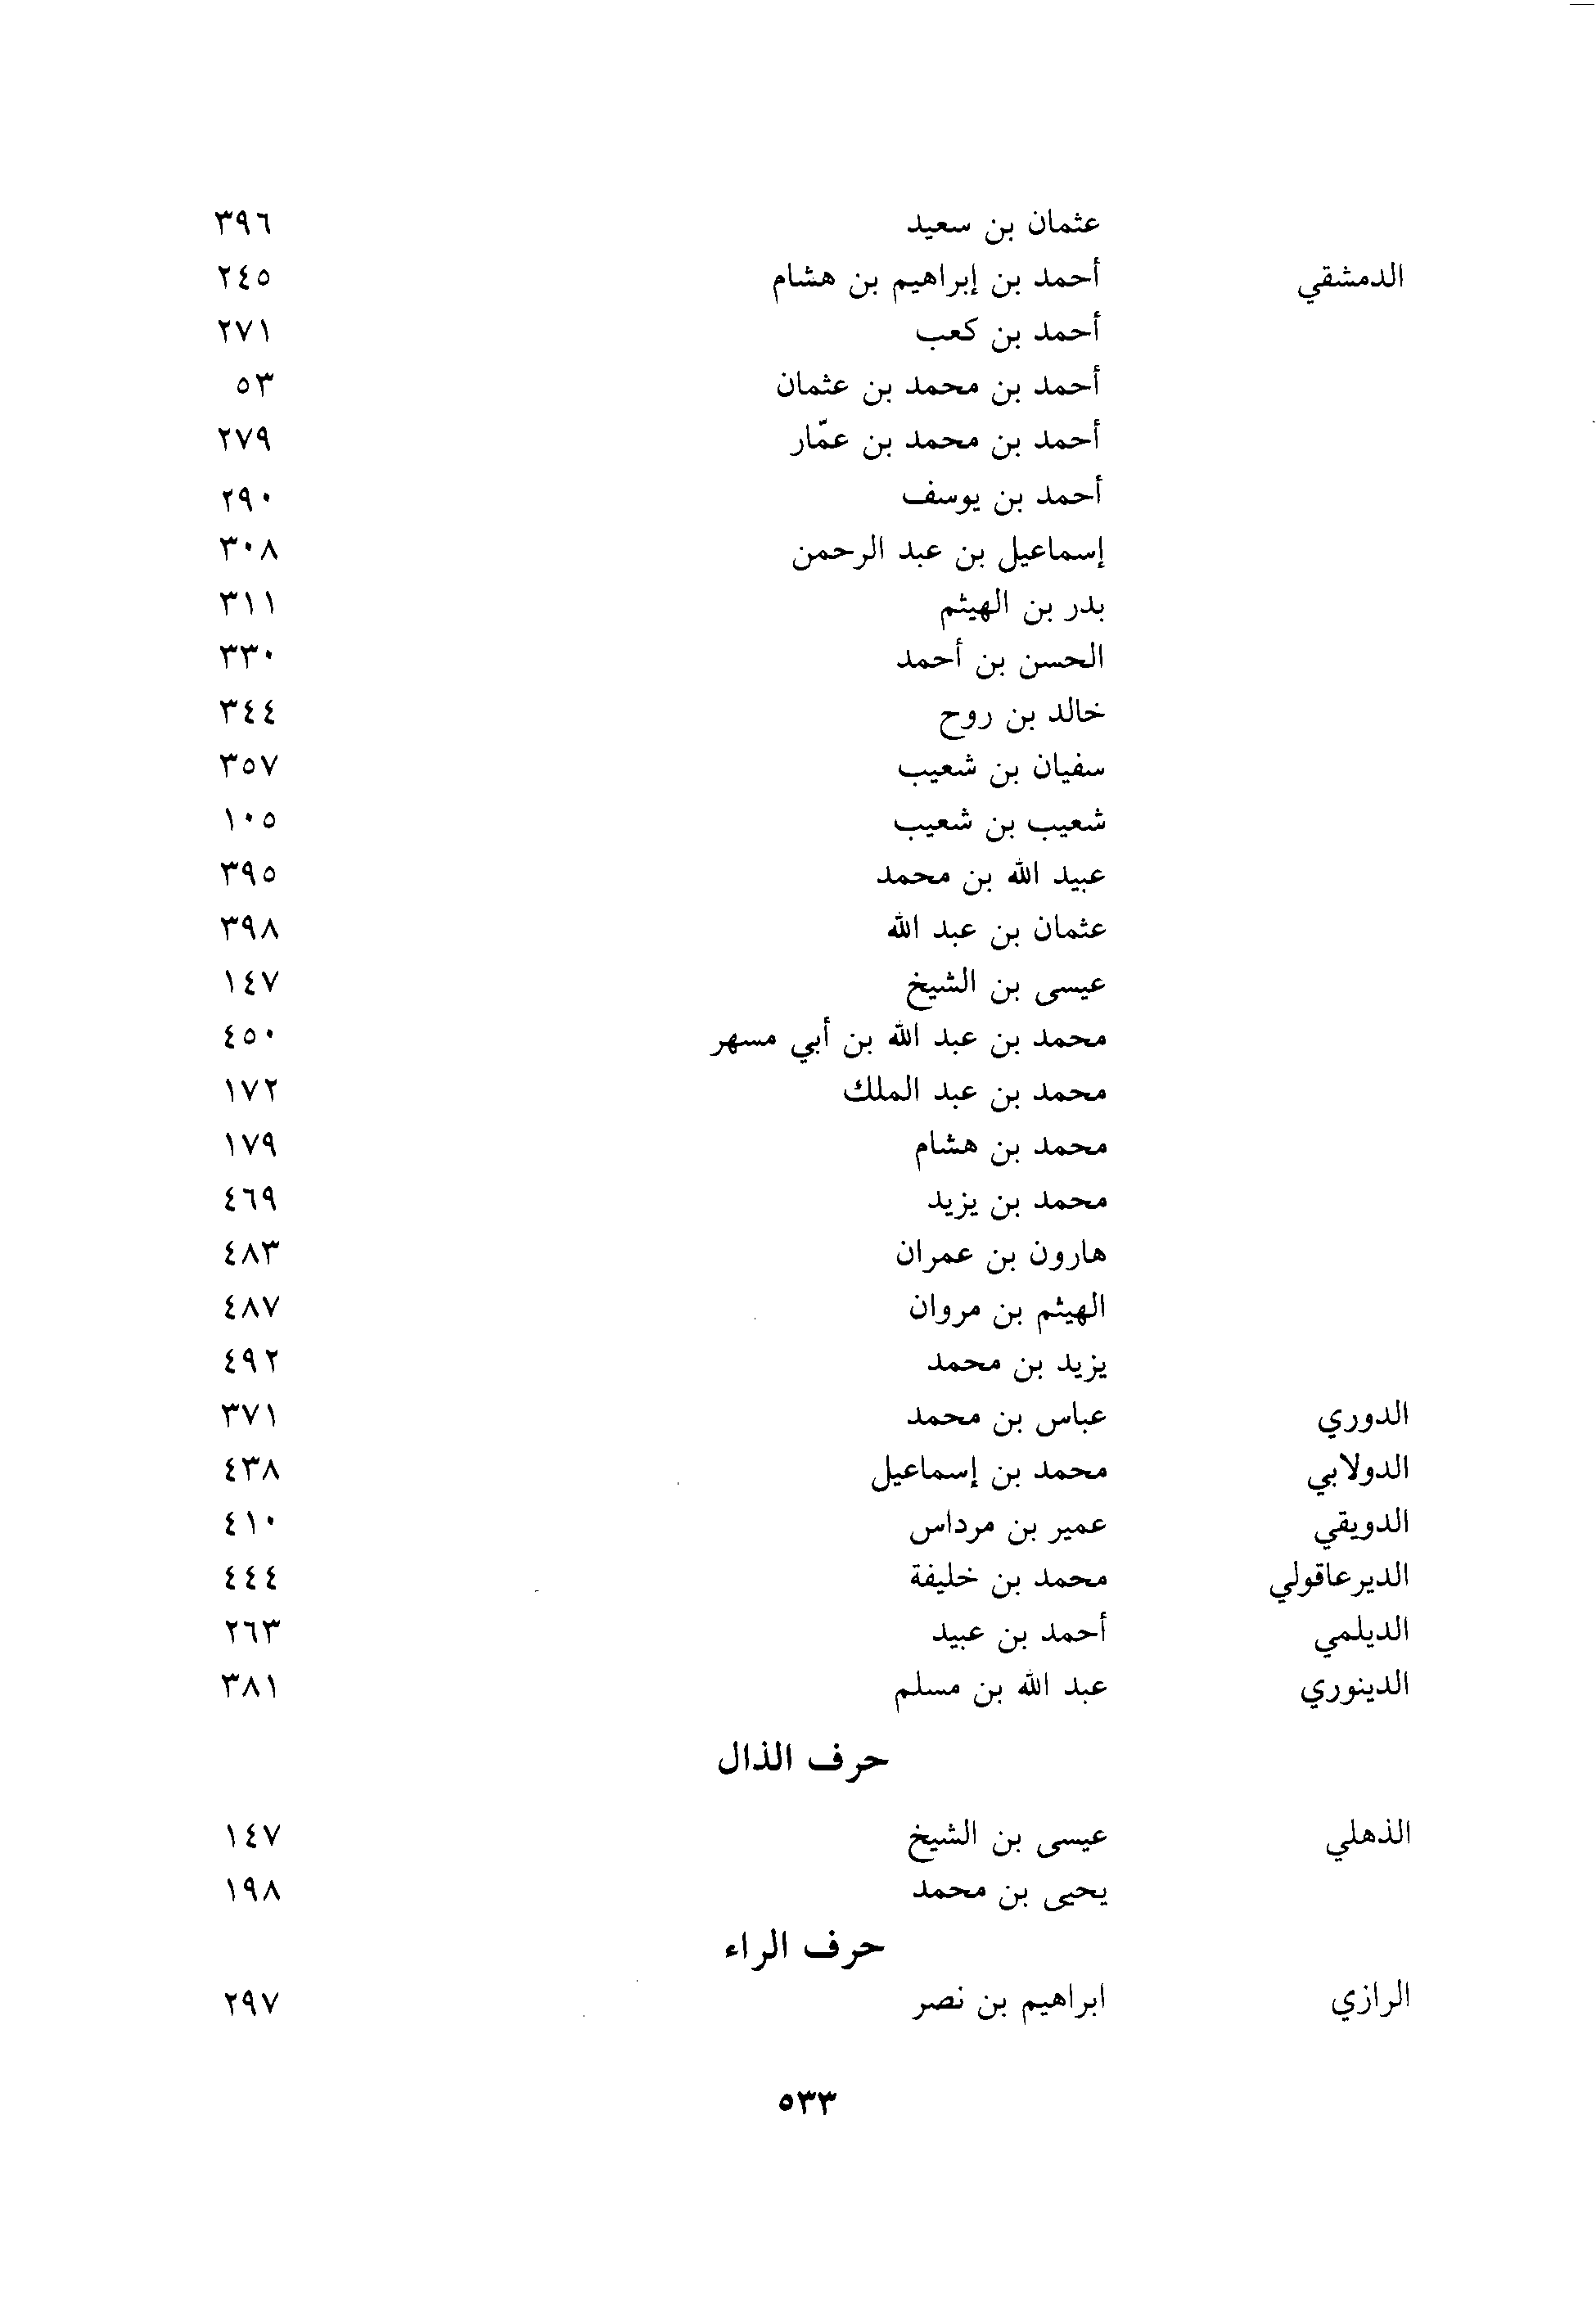 عثمان بن سعيد ٣٩٦
الدمشقي أحمد بن إبراهيم بن هشام ٢٤٥
أحمد بن كعب ٢٧١
أحمد بن محمد بن عثمان ٥٣
أحمد بن محمد بن عمّار ٢٧٩
أحمد بن يوسف ٢٩٠
إسماعيل بن عبد الرحمن ٣٠٨
بدر بن الهيثم ٣١١
الحسن بن أحمد ٣٣٠
خالد بن روح ٣٤٤
سفيان بن شعيب ٣٥٧
شعيب بن شعيب ١٠٥
عبيد الله بن محمد ٣٩٥
عثمان بن عبد الله ٣٩٨
عيسى بن الشيخ ١٤٧
محمد بن عبد الله بن أبي مسهر ٤٥٠
محمد بن عبد الملك ١٧٢
محمد بن هشام ١٧٩
محمد بن يزيد ٤٦٩
هارون بن عمران ٤٨٣
الهيثم بن مروان ٤٨٧
يزيد بن محمد ٤٩٢
الدوري عباس بن محمد ٣٧١
الدولابي محمد بن إسماعيل ٤٣٨
الدويقي عمير بن مرداس ٤١٠
الديرعاقولي محمد بن خليفة ٤٤٤
الديلمي أحمد بن عبيد ٢٦٣
الدينوري عبد الله بن مسلم ٣٨١
حرف الذال
الذهلي عيسى بن الشيخ ١٤٧
يحيى بن محمد ١٩٨
حرف الراء
الرازي ابراهيم بن نصر ٢٩٧
٥٣٣